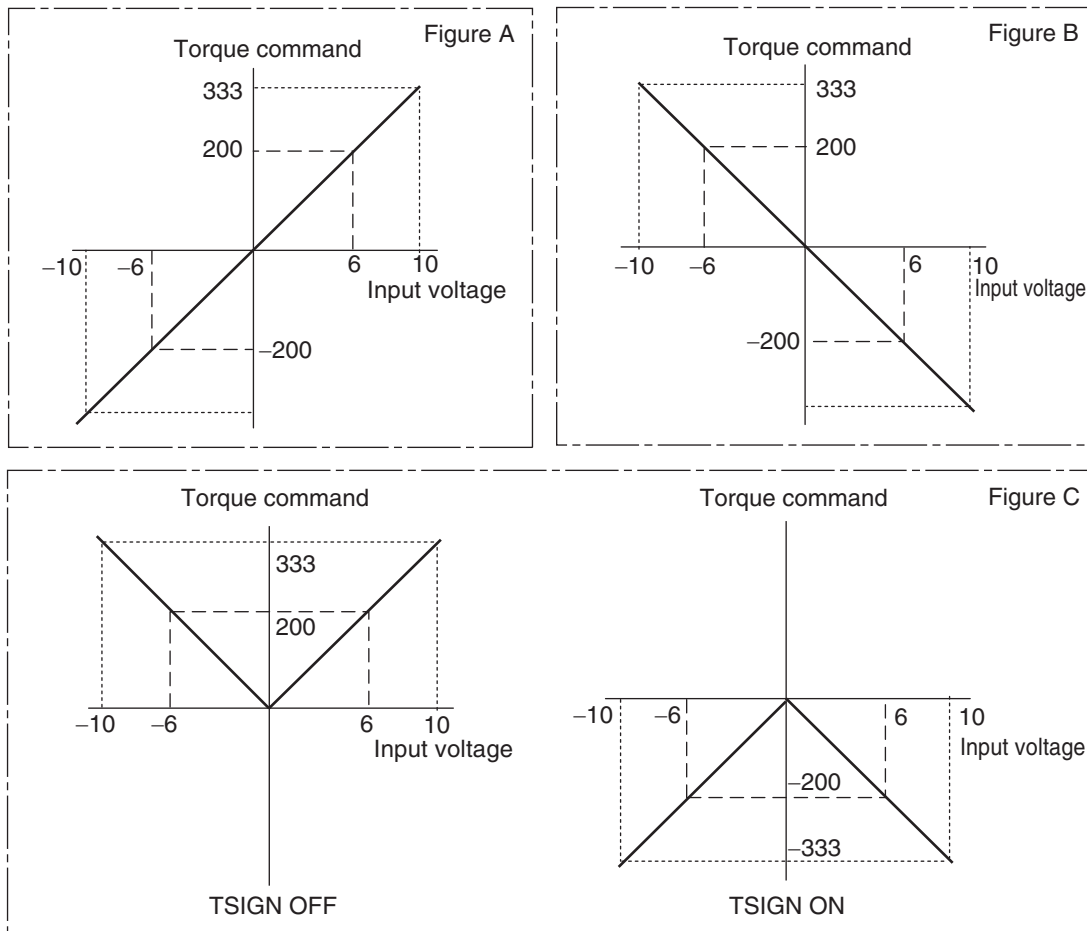 Figure A
Torque command
333
200
–10
–6
6
10
Input voltage
–200
Figure B
Torque command
333
200
–10
–6
6
10
Input voltage
–200
Figure C
Torque command
333
200
–10
–6
6
10
Input voltage
TSIGN OFF
Torque command
–10
–6
6
10
Input voltage
–200
–333
TSIGN ON